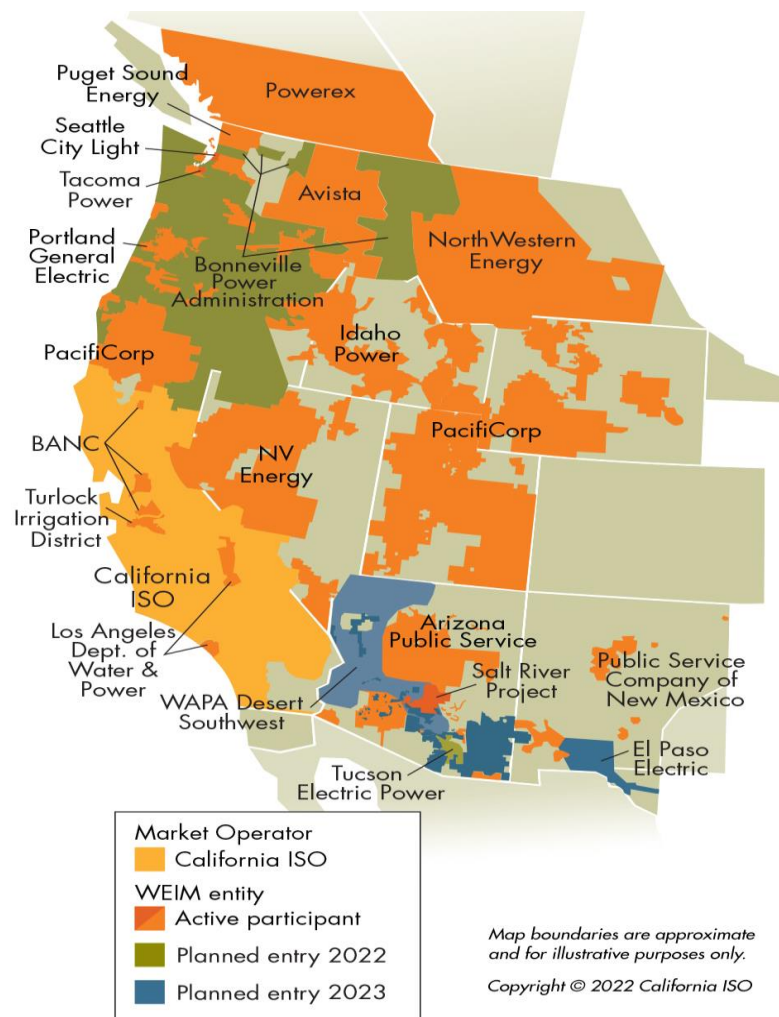 Puget Sound
Energy
Powerex
Seattle
City Light
Tacoma
Power
Avista
Portland
General
Electric
NorthWestern
Energy
Bonneville
Power
Administration
Idaho
Power
PacifiCorp
PacifiCorp
BANC
NV
Energy
Turlock
Irrigation
District
California
ISO
Los Angeles
Dept. of
Water &
Power
Arizona
Public Service
Salt River
Project
Public Service
Company of
New Mexico
WAPA Desert
Southwest
El Paso
Electric
Tucson
Electric Power
Market Operator
California ISO
WEIM entity
Active participant
Planned entry 2022
Planned entry 2023
Map boundaries are approximate
and for illustrative purposes only.
Copyright © 2022 California ISO